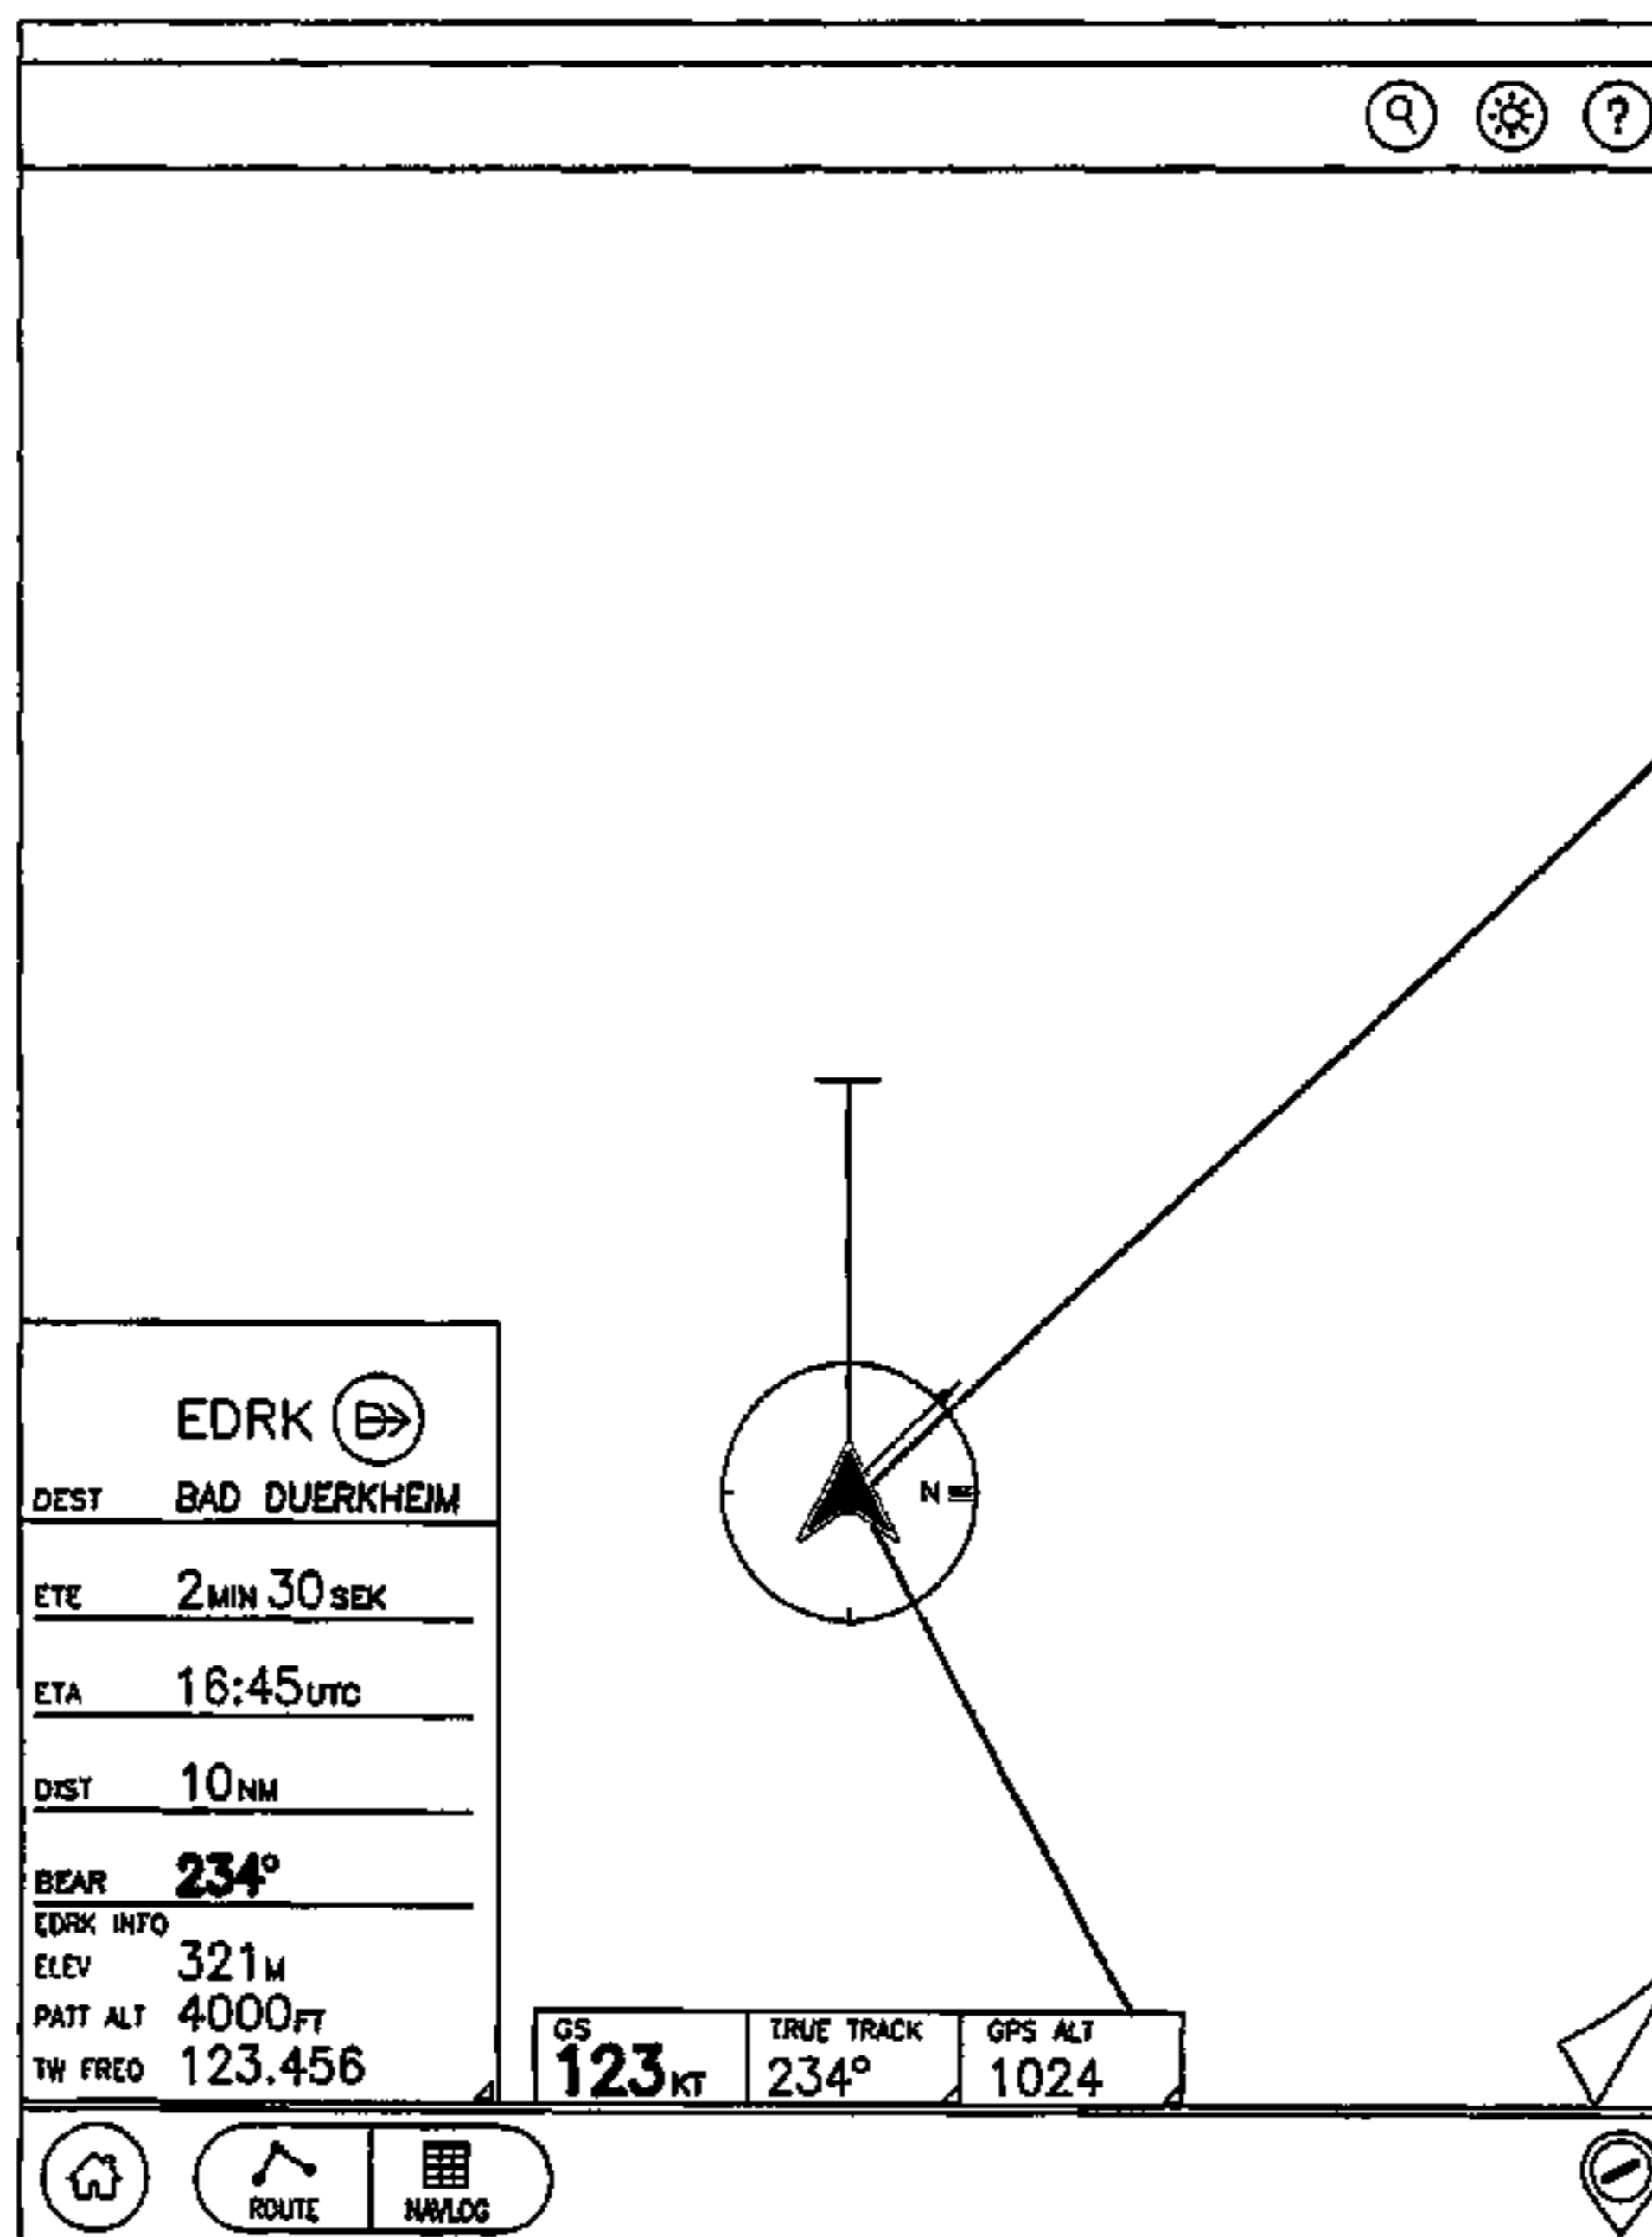 ?
N
EDRK D
DEST BAD DUERKHEIM
ETE 2MIN 30SEK
ETA 16:45UTC
DIST 10NM
BEAR 234°
EDRK INFO
ELEV 321M
PATT ALT 4000FT
TW FREQ 123.456
GS TRUE TRACK GPS ALT
123KT 234° 1024
ROUTE NAVLOG